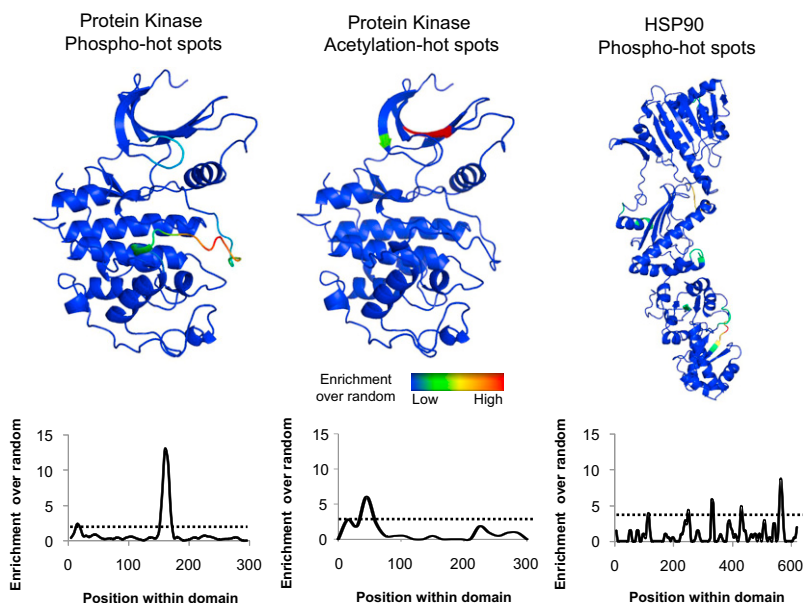 Protein Kinase
Phospho-hot spots
Protein Kinase
Acetylation-hot spots
HSP90
Phospho-hot spots
Enrichment
over random
Low
High
Enrichment over random
15
10
5
0
0
100
200
300
Position within domain
Enrichment over random
15
10
5
0
0
100
200
300
Position within domain
Enrichment over random
15
10
5
0
0
200
400
600
Position within domain